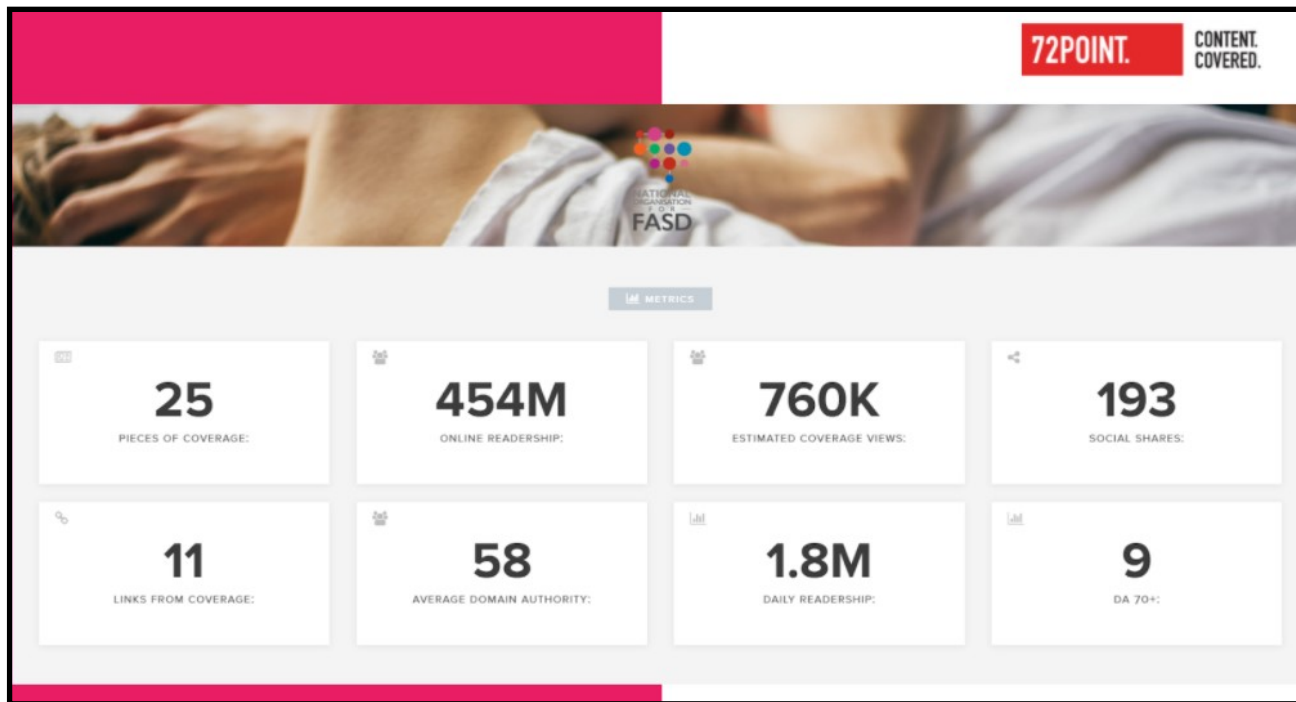 72POINT.
CONTENT.
COVERED.
NATIONAL
ORGANISATION
— FOR —
FASD
METRICS
25
PIECES OF COVERAGE:
454M
ONLINE READERSHIP:
760K
ESTIMATED COVERAGE VIEWS:
193
SOCIAL SHARES:
11
LINKS FROM COVERAGE:
58
AVERAGE DOMAIN AUTHORITY:
1.8M
DAILY READERSHIP:
9
DA 70+: